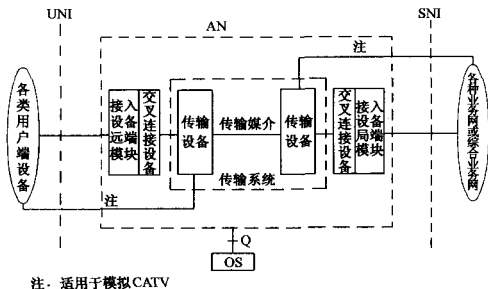 UNI
AN
SNI
注
各类用户端设备
接入设备远端模块
交叉连接设备
传输设备
传输媒介
传输设备
传输系统
交叉连接设备
接入设备局端模块
各种业务网或综合业务网
注
Q
OS
注：适用于模拟CATV